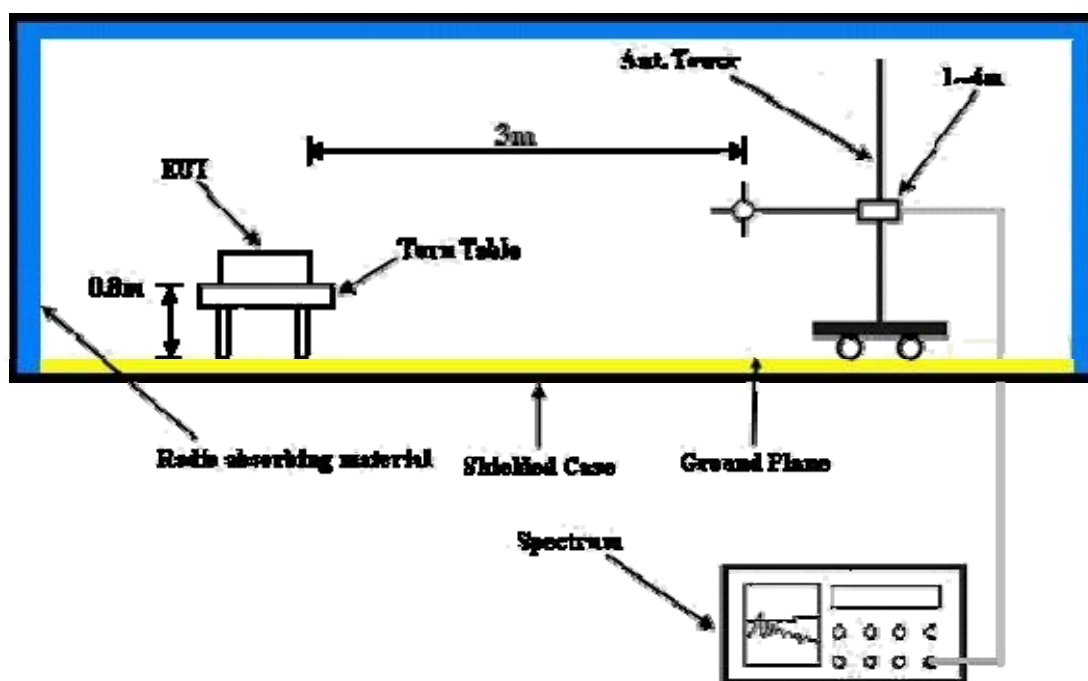 Ant. Tower
1~4m
3m
EUT
Turn Table
0.8m
Radio absorbing material
Shielded Case
Ground Plane
Spectrum